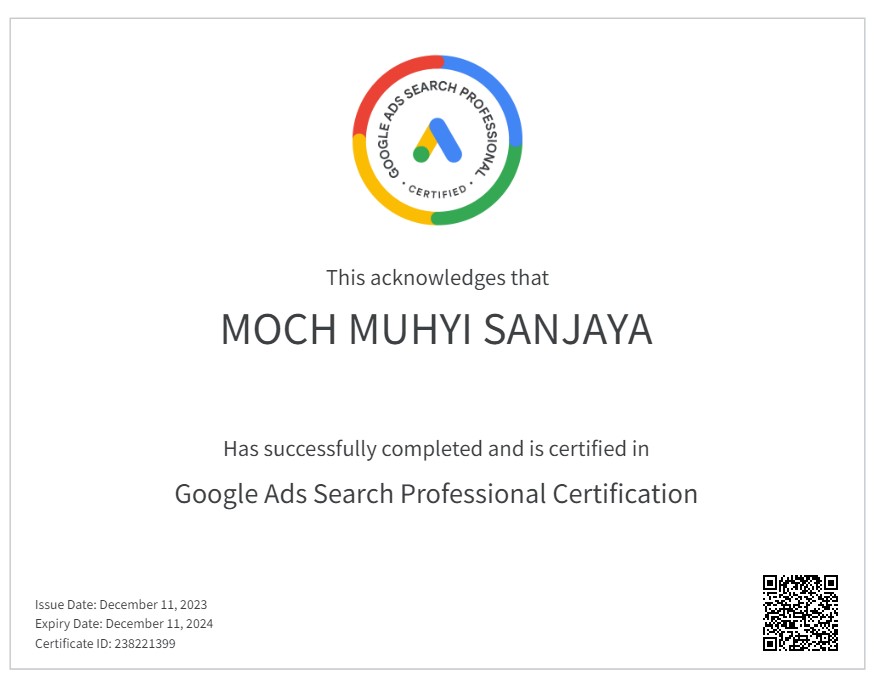 GOOGLE ADS SEARCH PROFESSIONAL
· CERTIFIED ·
This acknowledges that
MOCH MUHYI SANJAYA
Has successfully completed and is certified in
Google Ads Search Professional Certification
Issue Date: December 11, 2023
Expiry Date: December 11, 2024
Certificate ID: 238221399